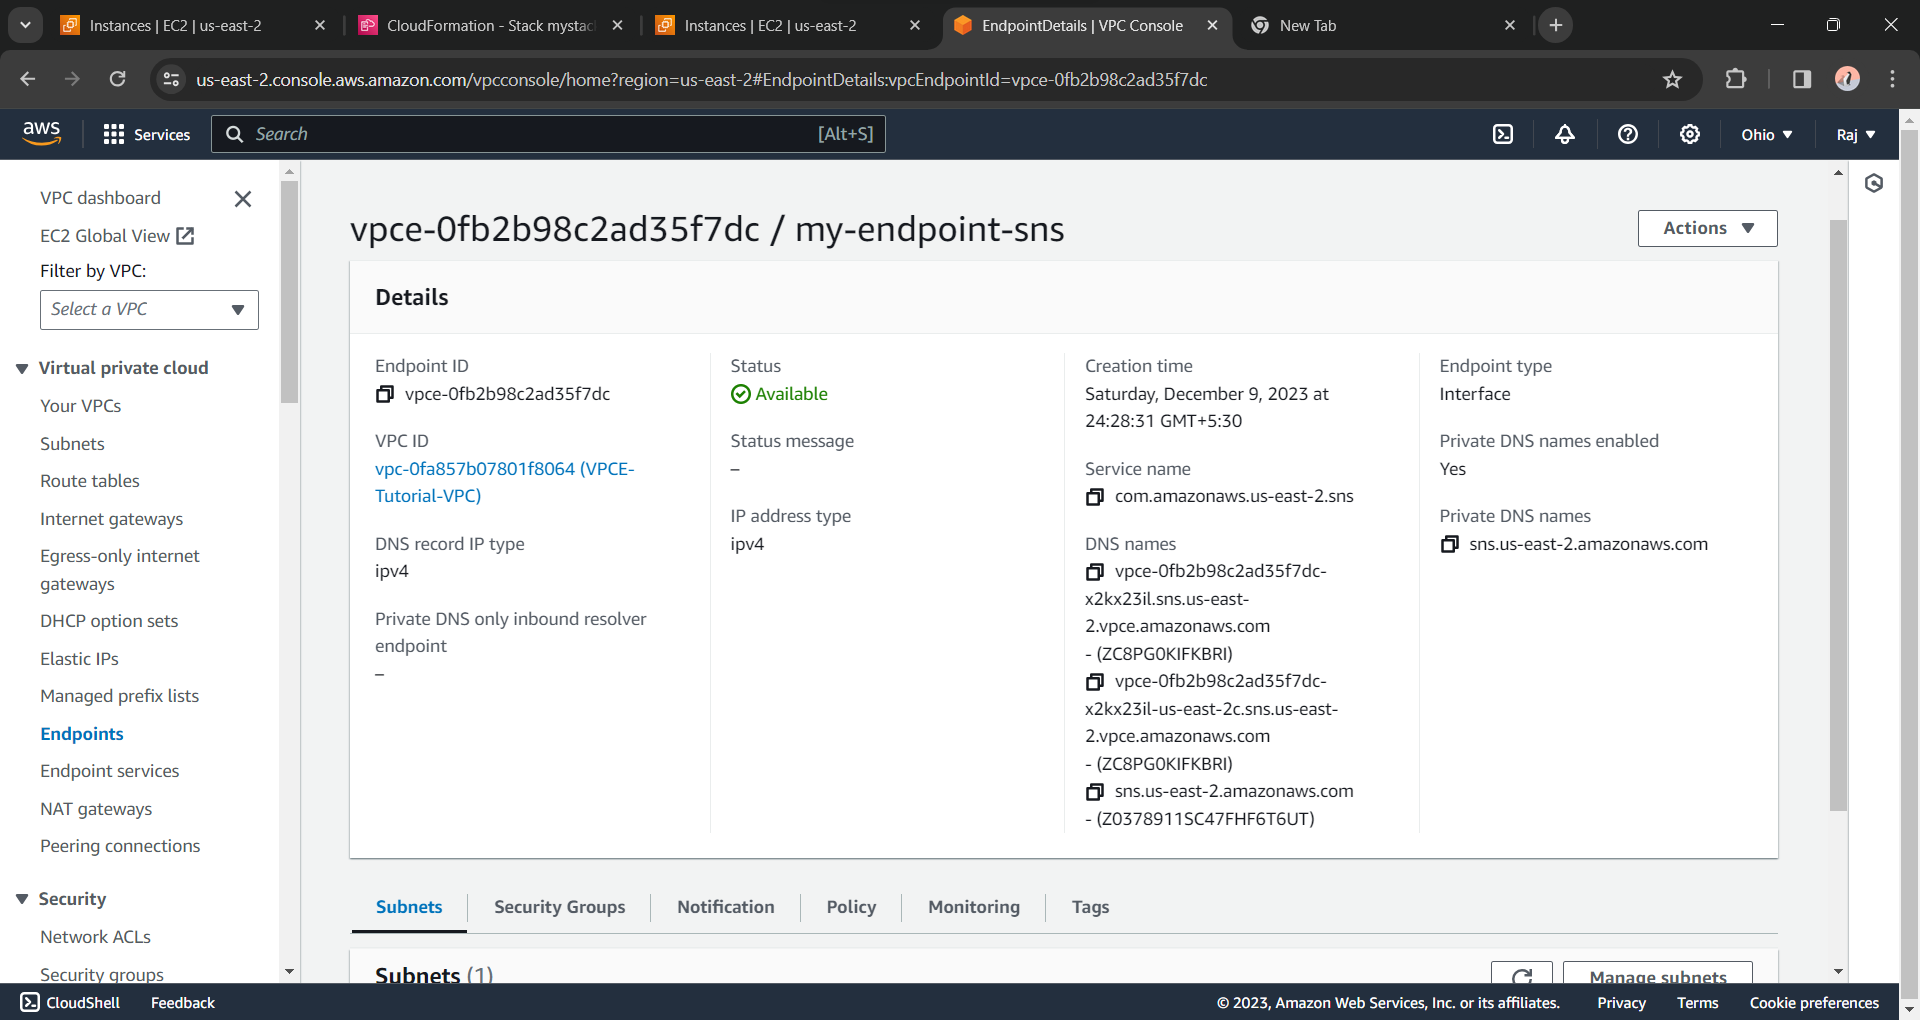 Instances | EC2 | us-east-2
CloudFormation - Stack mystac
Instances | EC2 | us-east-2
EndpointDetails | VPC Console
New Tab
us-east-2.console.aws.amazon.com/vpcconsole/home?region=us-east-2#EndpointDetails:vpcEndpointId=vpce-0fb2b98c2ad35f7dc
aws
Services
Search
[Alt+S]
Ohio
Raj
VPC dashboard
EC2 Global View
Filter by VPC:
Select a VPC
Virtual private cloud
Your VPCs
Subnets
Route tables
Internet gateways
Egress-only internet
gateways
DHCP option sets
Elastic IPs
Managed prefix lists
Endpoints
Endpoint services
NAT gateways
Peering connections
Security
Network ACLs
Security groups
vpce-0fb2b98c2ad35f7dc / my-endpoint-sns
Actions
Details
Endpoint ID
vpce-0fb2b98c2ad35f7dc
VPC ID
vpc-0fa857b07801f8064 (VPCE-
Tutorial-VPC)
DNS record IP type
ipv4
Private DNS only inbound resolver
endpoint
–
Status
Available
Status message
–
IP address type
ipv4
Creation time
Saturday, December 9, 2023 at
24:28:31 GMT+5:30
Service name
com.amazonaws.us-east-2.sns
DNS names
vpce-0fb2b98c2ad35f7dc-
x2kx23il.sns.us-east-
2.vpce.amazonaws.com
- (ZC8PG0KIFKBRI)
vpce-0fb2b98c2ad35f7dc-
x2kx23il-us-east-2c.sns.us-east-
2.vpce.amazonaws.com
- (ZC8PG0KIFKBRI)
sns.us-east-2.amazonaws.com
- (Z0378911SC47FHF6T6UT)
Endpoint type
Interface
Private DNS names enabled
Yes
Private DNS names
sns.us-east-2.amazonaws.com
Subnets
Security Groups
Notification
Policy
Monitoring
Tags
Subnets (1)
Manage subnets
CloudShell
Feedback
© 2023, Amazon Web Services, Inc. or its affiliates.
Privacy
Terms
Cookie preferences